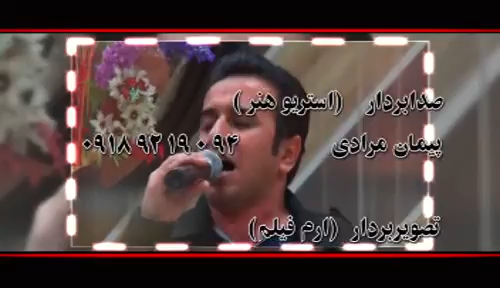 صدابردار (استریو هنر)
پیمان مرادی ۰۹۱۸ ۹۲ ۱۹ ۰ ۹۴
تصویربردار (ارم فیلم)